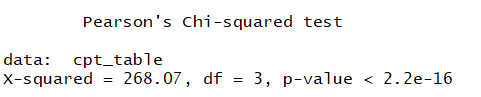 Pearson's Chi-squared test
data:  cpt_table
X-squared = 268.07, df = 3, p-value < 2.2e-16